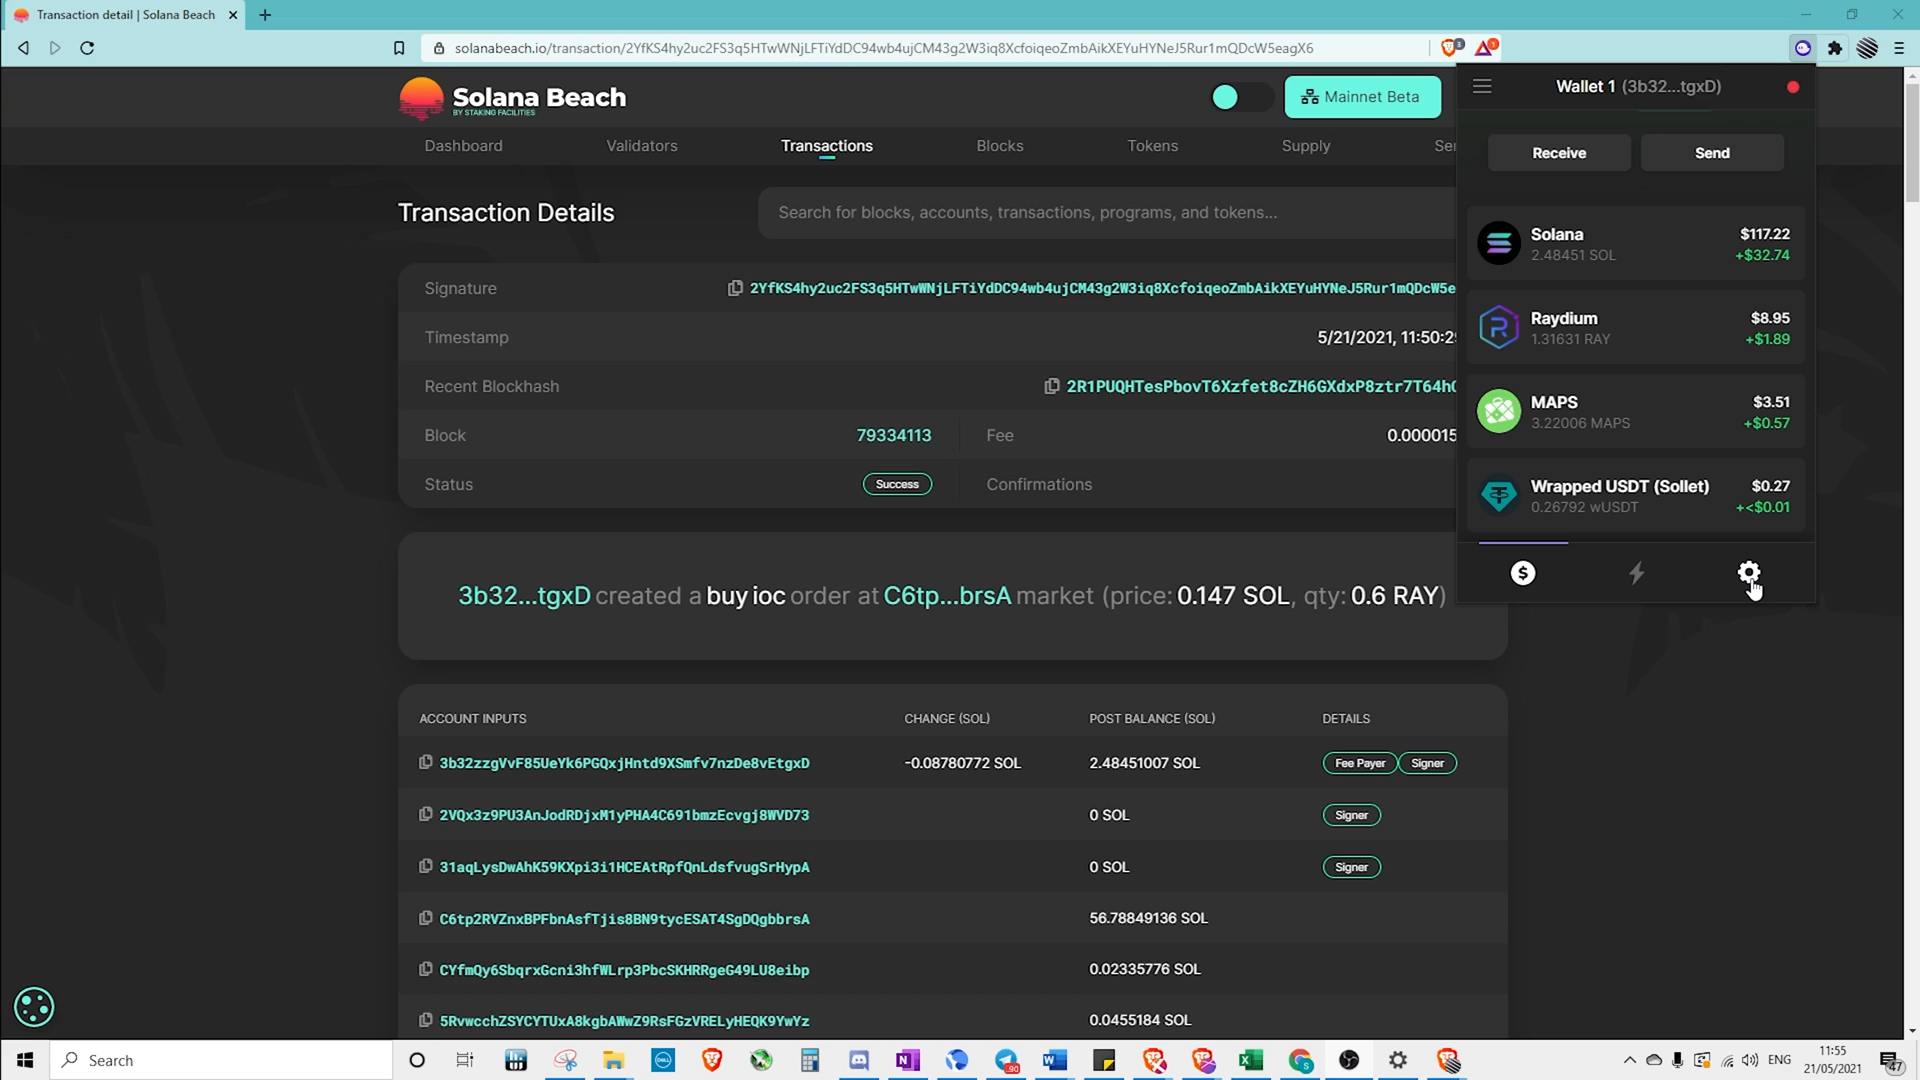 Transaction detail | Solana Beach
solanabeach.io/transaction/2YfKS4hy2uc2FS3q5HTwWNjLFTiYdDC94wb4ujCM43g2W3iq8XcfoiqeoZmbAikXEYuHYNeJ5Rur1mQDcW5eagX6
Solana Beach
BY STAKING FACILITIES
Mainnet Beta
Dashboard
Validators
Transactions
Blocks
Tokens
Supply
Transaction Details
Search for blocks, accounts, transactions, programs, and tokens...
Signature
2YfKS4hy2uc2FS3q5HTwWNjLFTiYdDC94wb4ujCM43g2W3iq8XcfoiqeoZmbAikXEYuHYNeJ5Rur1mQDcW5e
Timestamp
5/21/2021, 11:50:2
Recent Blockhash
2R1PUQHTesPbovT6Xzfet8cZH6GXdxP8ztr7T64h
Block
79334113
Fee
0.000015
Status
Success
Confirmations
3b32...tgxD created a buy ioc order at C6tp...brsA market (price: 0.147 SOL, qty: 0.6 RAY)
ACCOUNT INPUTS
CHANGE (SOL)
POST BALANCE (SOL)
DETAILS
3b32zzgVvF85UeYk6PGQxjHntd9XSmfv7nzDe8vEtgxD
-0.08780772 SOL
2.48451007 SOL
Fee Payer
Signer
2VQx3z9PU3AnJodRDjxM1yPHA4C691bmzEcvgj8WVD73
0 SOL
Signer
31aqLysDwAhK59KXpi3i1HCEAtRpfQnLdsfvugSrHypA
0 SOL
Signer
C6tp2RVZnxBPFbnAsfTjis8BN9tycESAT4SgDQgbbrsA
56.78849136 SOL
CYfmQy6SbqrxGcni3hfWLrp3PbcSKHRRgeG49LU8eibp
0.02335776 SOL
5RvwcchZSYCYTUxA8kgbAWwZ9RsFGzVRELyHEQK9YwYz
0.0455184 SOL
Wallet 1 (3b32...tgxD)
Receive
Send
Solana
2.48451 SOL
$117.22
+$32.74
Raydium
1.31631 RAY
$8.95
+$1.89
MAPS
3.22006 MAPS
$3.51
+$0.57
Wrapped USDT (Sollet)
0.26792 wUSDT
$0.27
+<$0.01
Search
ENG
11:55
21/05/2021